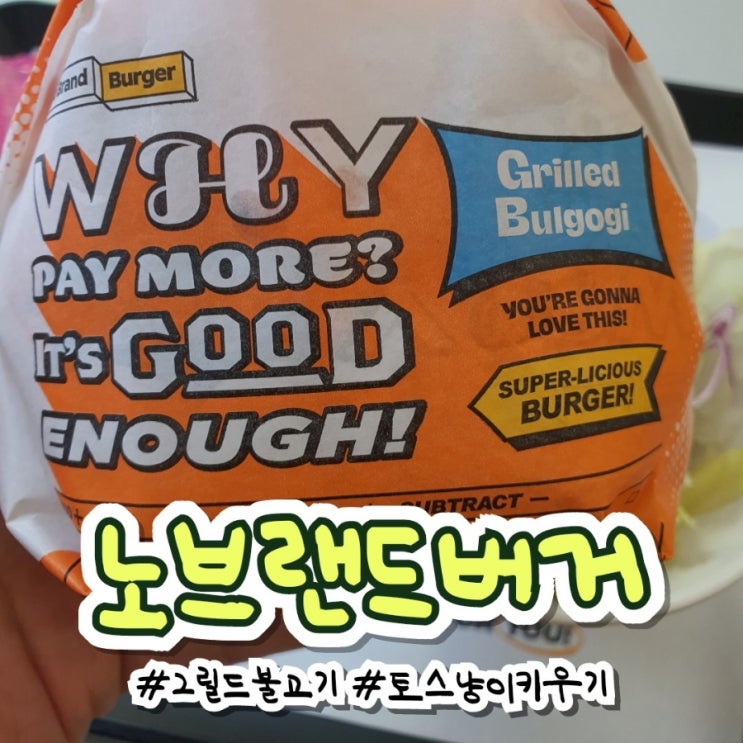 Brand Burger
WHY
PAY MORE?
IT'S GOOD
ENOUGH!
Grilled
Bulgogi
YOU'RE GONNA
LOVE THIS!
SUPER-LICIOUS
BURGER!
SUBTRACT —
노브랜드버거
YOU!
#그릴드불고기 #토스냥이키우기